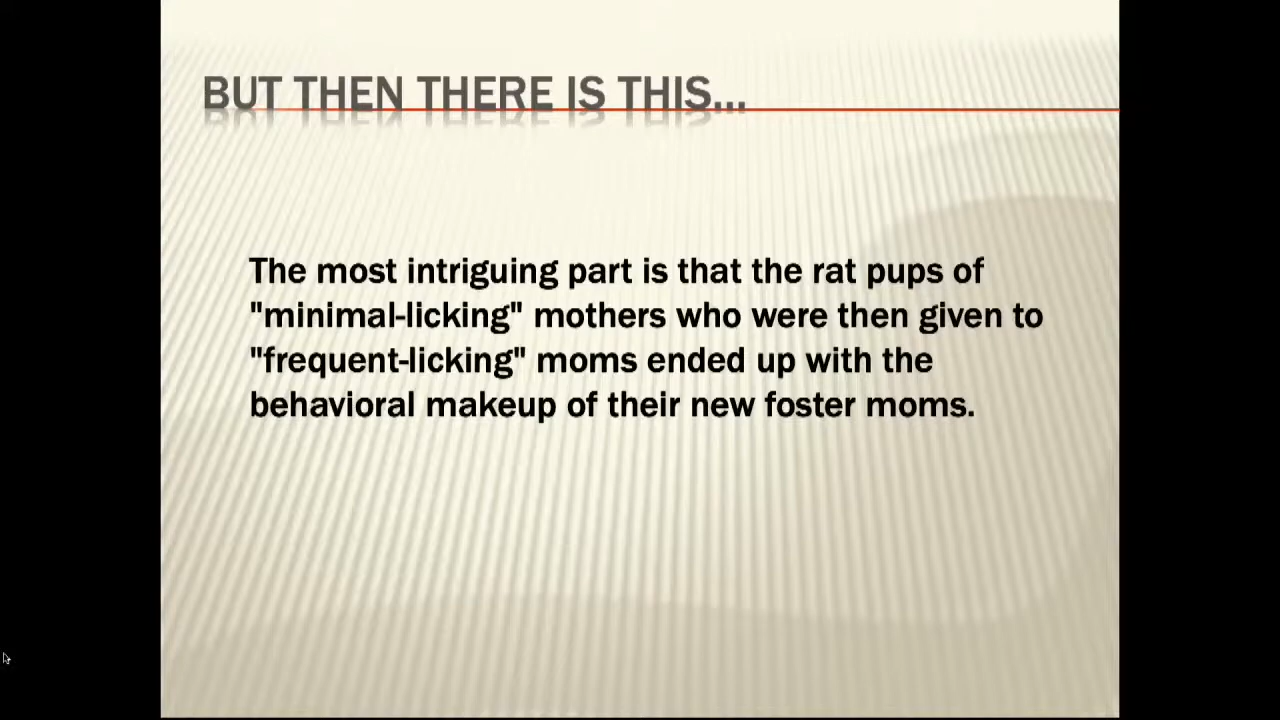 BUT THEN THERE IS THIS...
The most intriguing part is that the rat pups of
"minimal-licking" mothers who were then given to
"frequent-licking" moms ended up with the
behavioral makeup of their new foster moms.